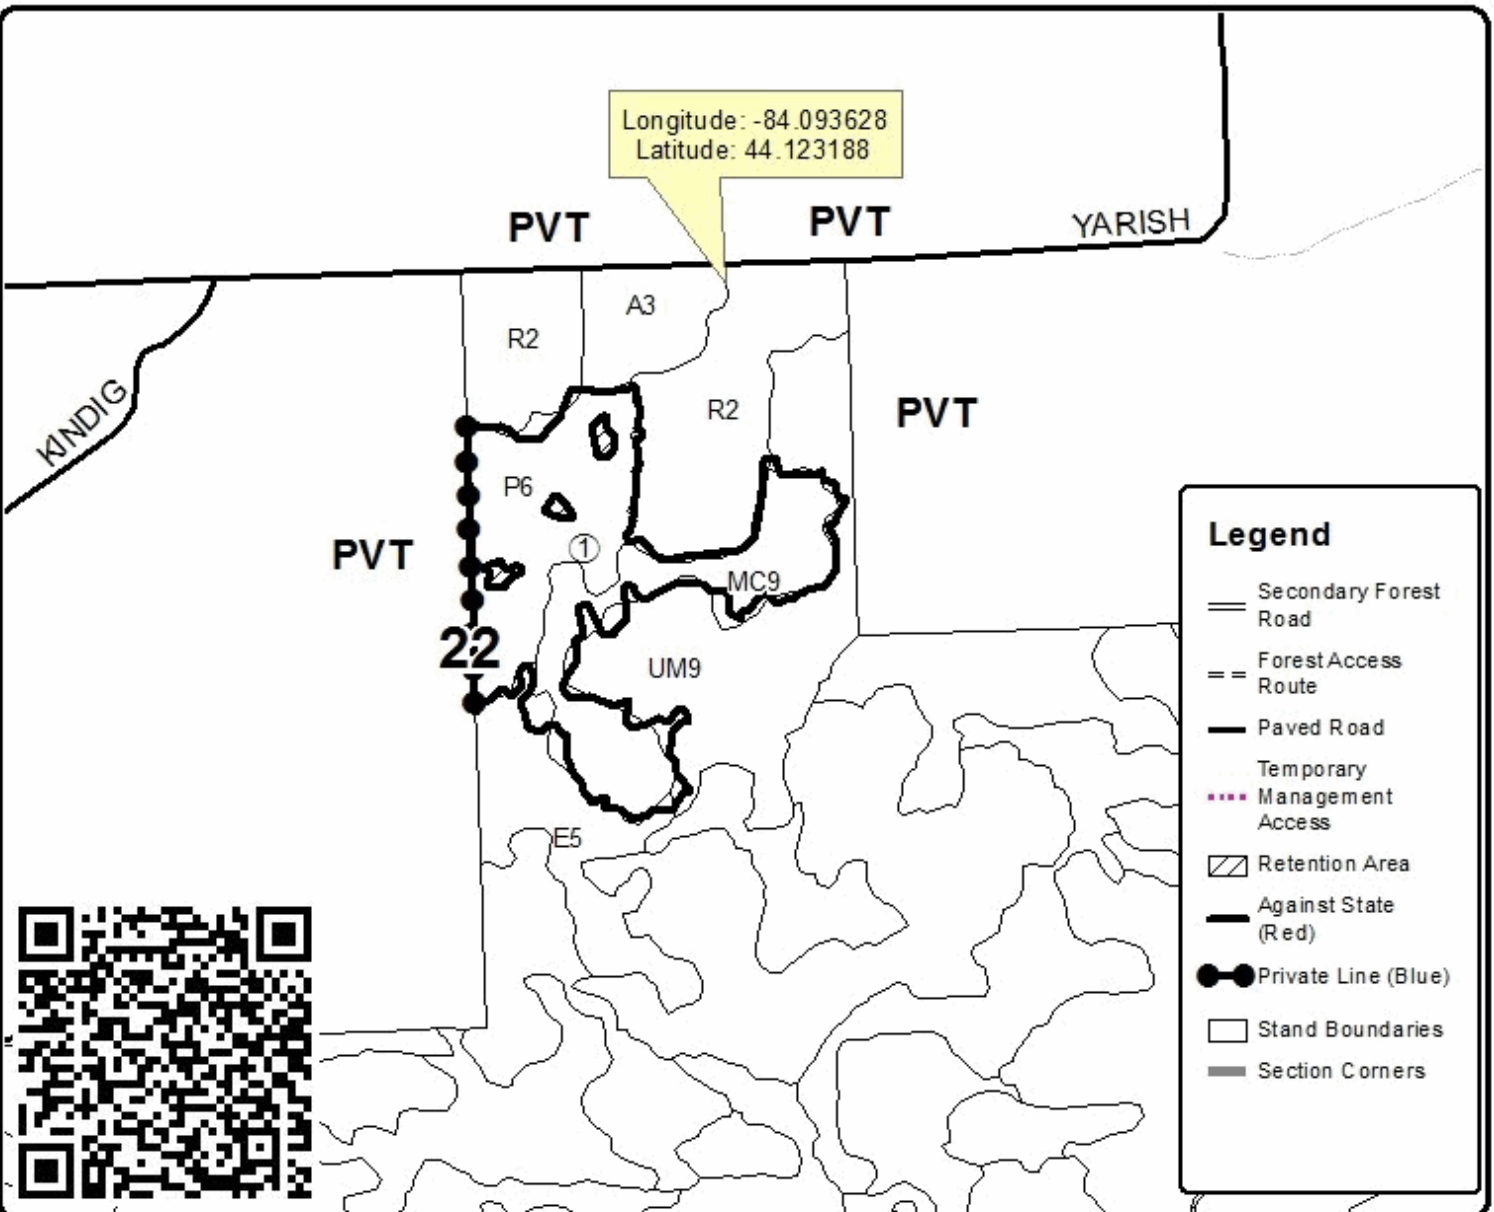 Longitude: -84.093628
Latitude: 44.123188
PVT
PVT
YARISH
A3
R2
KINDIG
R2
PVT
P6
PVT
1
MC9
22
UM9
E5
Legend
Secondary Forest
Road
Forest Access
Route
Paved Road
Temporary
Management
Access
Retention Area
Against State
(Red)
Private Line (Blue)
Stand Boundaries
Section Corners